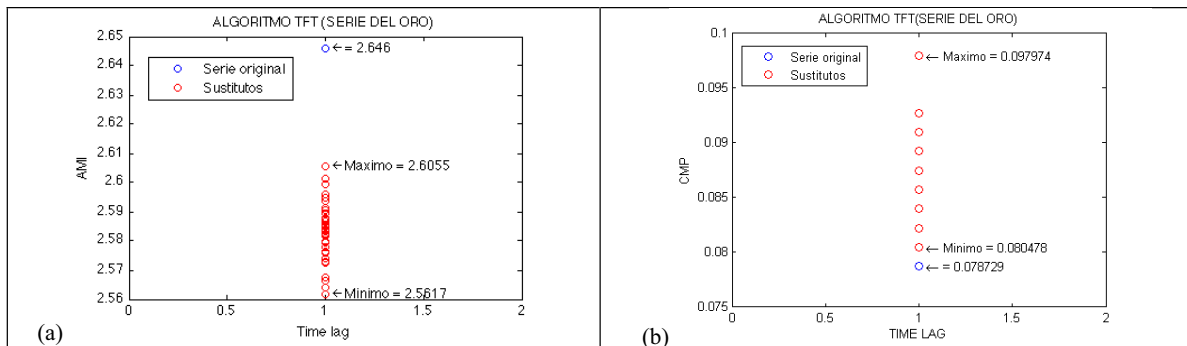 ALGORITMO TFT (SERIE DEL ORO)
2.65
2.64
2.63
2.62
2.61
2.6
2.59
2.58
2.57
2.56
AMI
Serie original
Sustitutos
← = 2.646
← Maximo = 2.6055
← Minimo = 2.5617
0
0.5
1
1.5
2
Time lag
(a)
ALGORITMO TFT(SERIE DEL ORO)
0.1
0.095
0.09
0.085
0.08
0.075
CMP
Serie original
Sustitutos
← Maximo = 0.097974
← Minimo = 0.080478
← = 0.078729
0
0.5
1
1.5
2
TIME LAG
(b)